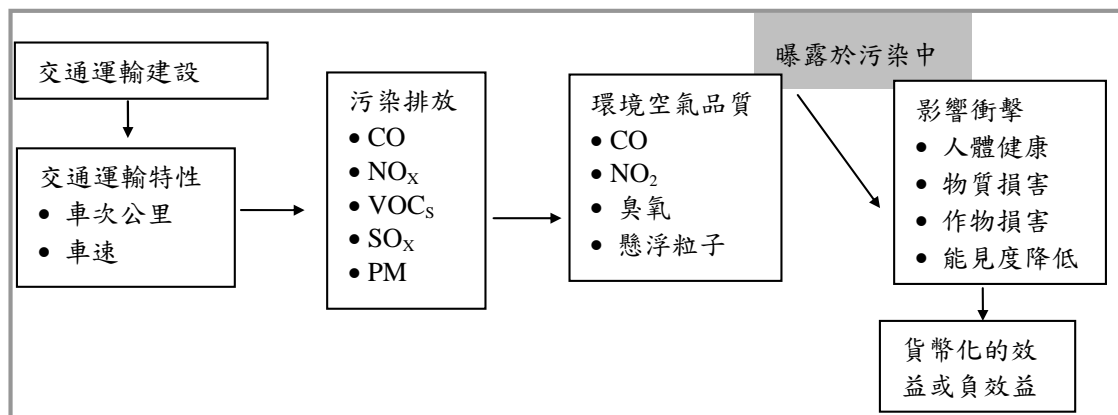 交通運輸建設
交通運輸特性
● 車次公里
● 車速
污染排放
● CO
● NOX
● VOCS
● SOX
● PM
環境空氣品質
● CO
● NO2
● 臭氧
● 懸浮粒子
曝露於污染中
影響衝擊
● 人體健康
● 物質損害
● 作物損害
● 能見度降低
貨幣化的效
益或負效益